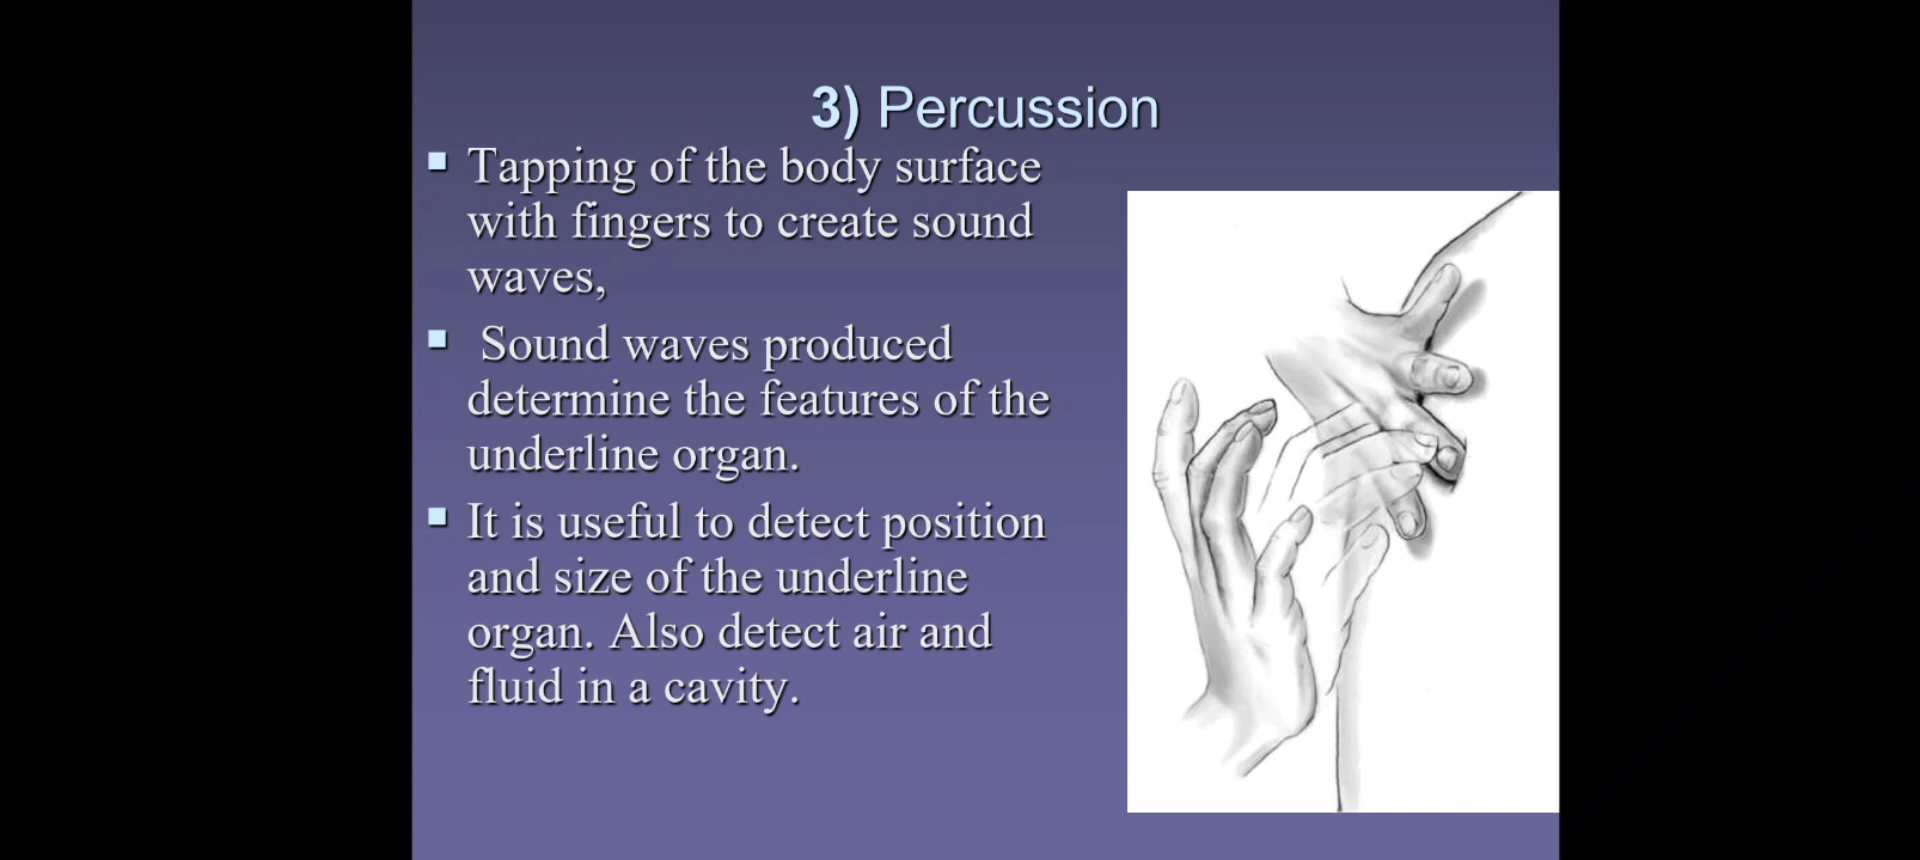 3) Percussion
Tapping of the body surface
with fingers to create sound
waves,
Sound waves produced
determine the features of the
underline organ.
It is useful to detect position
and size of the underline
organ. Also detect air and
fluid in a cavity.